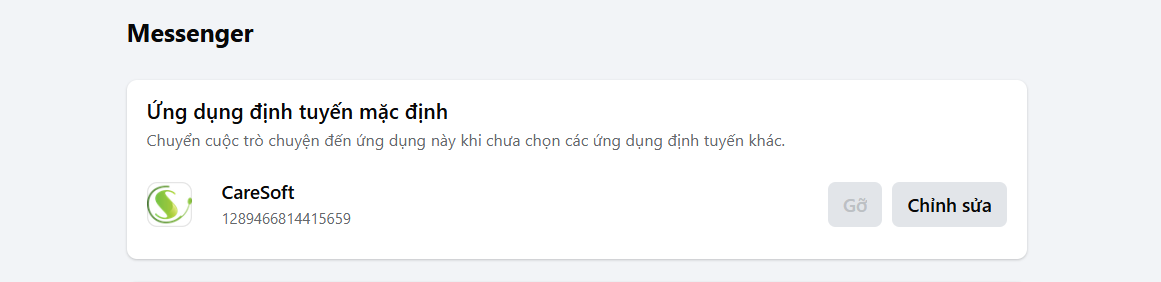 Messenger
Ứng dụng định tuyến mặc định
Chuyển cuộc trò chuyện đến ứng dụng này khi chưa chọn các ứng dụng định tuyến khác.
CareSoft
1289466814415659
Gỡ
Chỉnh sửa